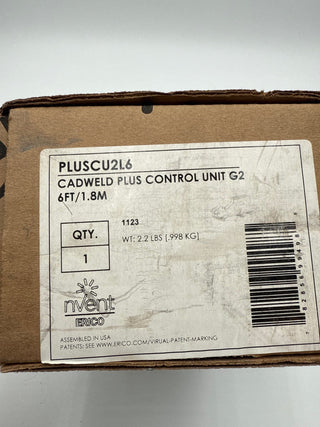 PLUSCU2L6
CADWELD PLUS CONTROL UNIT G2
6FT/1.8M
QTY.
1
1123
WT: 2.2 LBS [.998 KG]
nVent
ERICO
ASSEMBLED IN USA
PATENTS: SEE WWW.ERICO.COM/VIRUAL-PATENT-MARKING